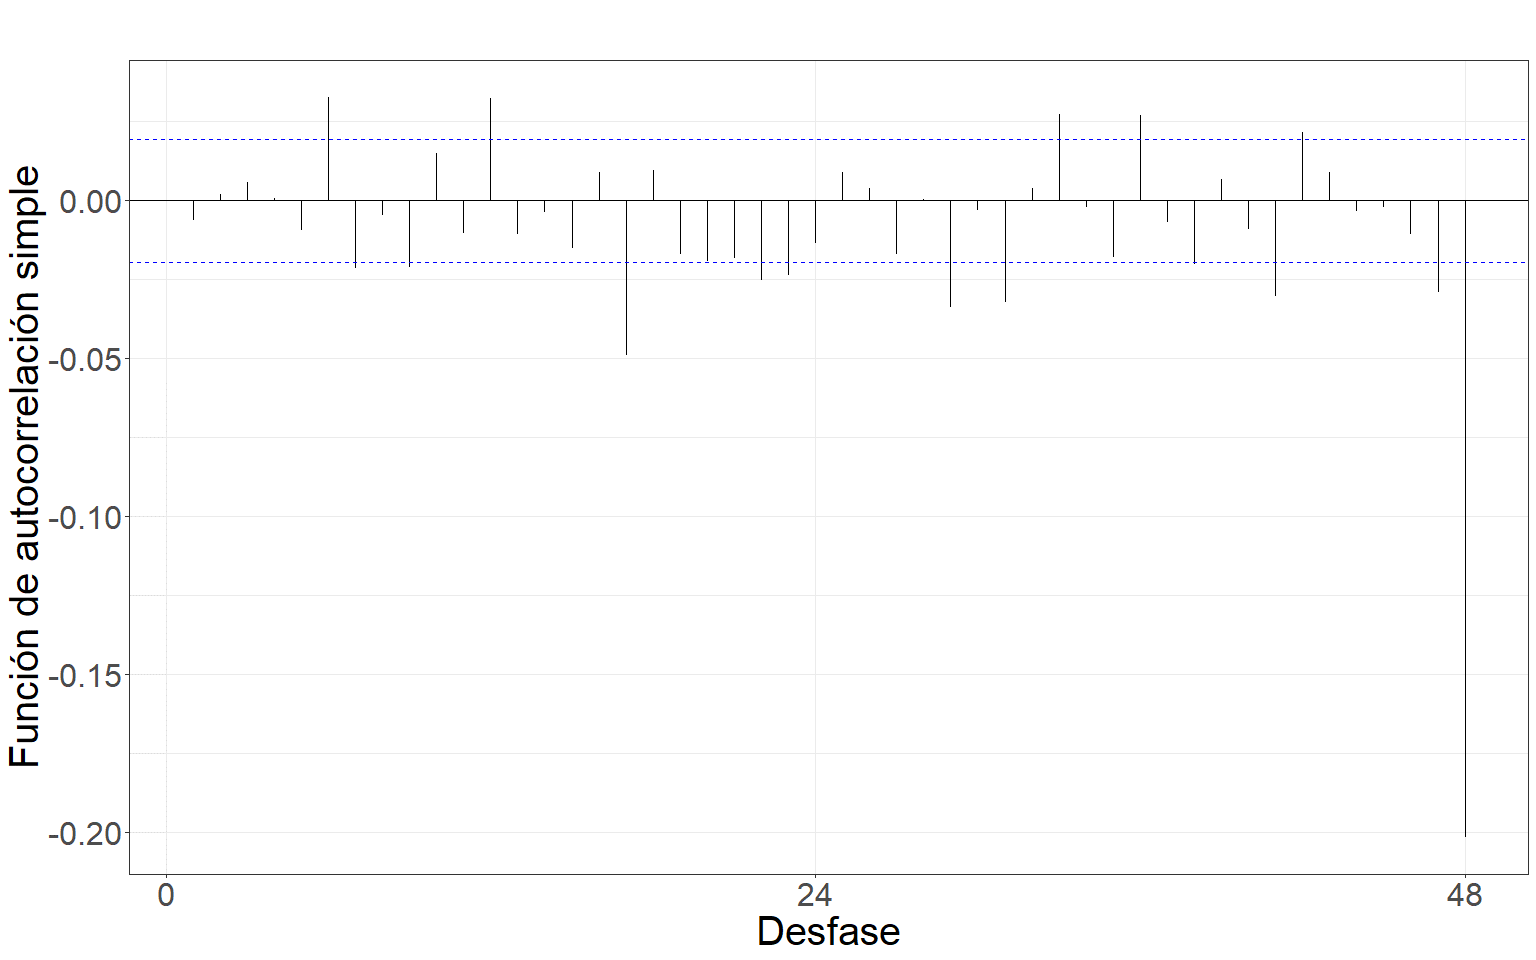 Función de autocorrelación simple
0.00
-0.05
-0.10
-0.15
-0.20
0 24 48
Desfase